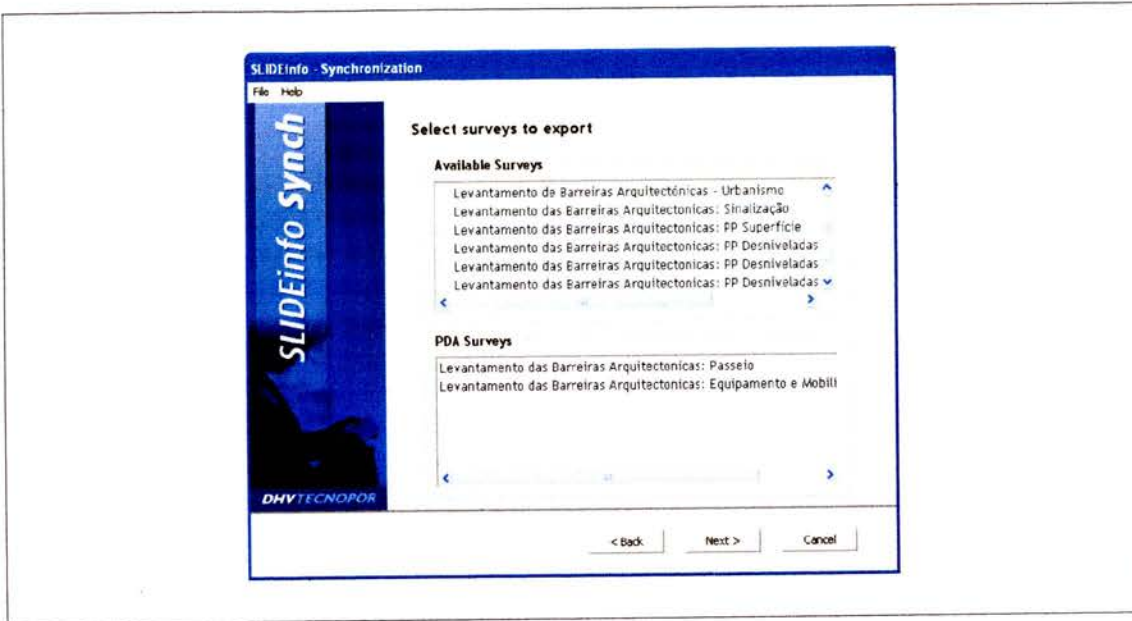 SLIDEinfo - Synchronization
File Help
SLIDEinfo Synch
Select surveys to export
Available Surveys
Levantamento de Barreiras Arquitectónicas - Urbanismo
Levantamento das Barreiras Arquitectonicas: Sinalização
Levantamento das Barreiras Arquitectonicas: PP Superfície
Levantamento das Barreiras Arquitectonicas: PP Desniveladas
Levantamento das Barreiras Arquitectonicas: PP Desniveladas
Levantamento das Barreiras Arquitectonicas: PP Desniveladas
PDA Surveys
Levantamento das Barreiras Arquitectonicas: Passeio
Levantamento das Barreiras Arquitectonicas: Equipamento e Mobili
DHVTECNOPOR
< Back Next > Cancel